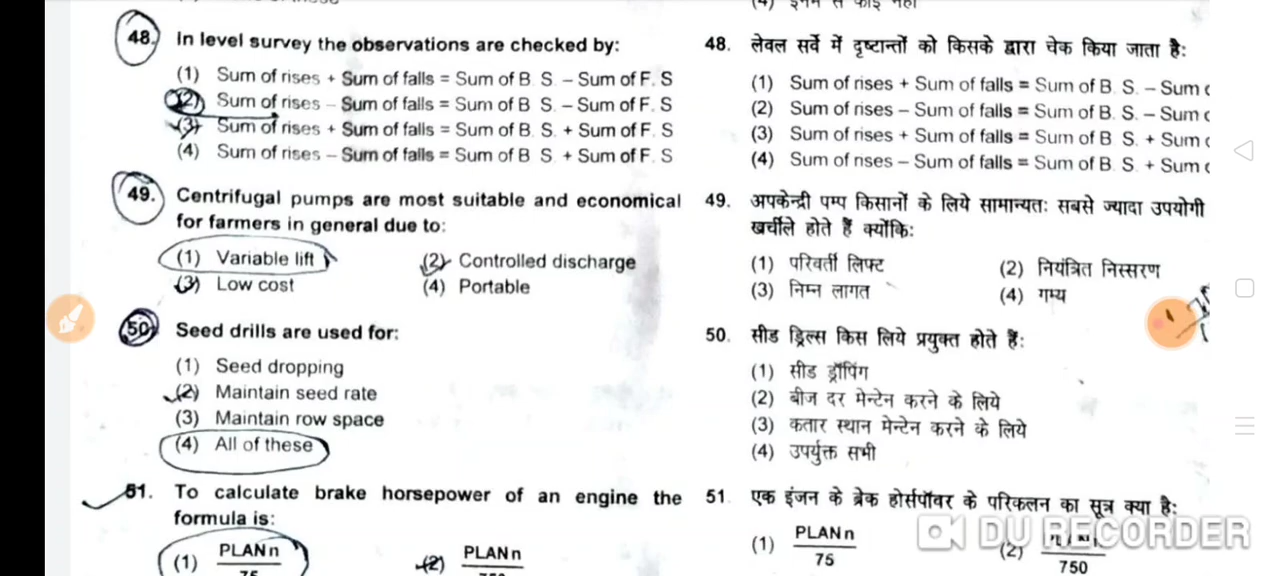 48. In level survey the observations are checked by:
(1) Sum of rises + Sum of falls = Sum of B. S. – Sum of F. S
(2) Sum of rises – Sum of falls = Sum of B. S. – Sum of F. S
(3) Sum of rises + Sum of falls = Sum of B. S. + Sum of F. S
(4) Sum of rises – Sum of falls = Sum of B. S. + Sum of F. S
49. Centrifugal pumps are most suitable and economical
for farmers in general due to:
(1) Variable lift (2) Controlled discharge
(3) Low cost (4) Portable
50. Seed drills are used for:
(1) Seed dropping
(2) Maintain seed rate
(3) Maintain row space
(4) All of these
51. To calculate brake horsepower of an engine the
formula is:
(1) PLANn (2) PLANn
75
(4) इनमें से कोई नहीं
48. लेवल सर्वे में दृष्टान्तों को किसके द्वारा चेक किया जाता है:
(1) Sum of rises + Sum of falls = Sum of B. S. – Sum
(2) Sum of rises – Sum of falls = Sum of B. S. – Sum
(3) Sum of rises + Sum of falls = Sum of B. S. + Sum
(4) Sum of rises – Sum of falls = Sum of B. S. + Sum
49. अपकेन्द्री पम्प किसानों के लिये सामान्यतः सबसे ज्यादा उपयोगी
खर्चीले होते हैं क्योंकि:
(1) परिवर्ती लिफ्ट (2) नियंत्रित निस्सरण
(3) निम्न लागत (4) गम्य
50. सीड ड्रिल्स किस लिये प्रयुक्त होते हैं:
(1) सीड ड्रॉपिंग
(2) बीज दर मेन्टेन करने के लिये
(3) कतार स्थान मेन्टेन करने के लिये
(4) उपर्युक्त सभी
51. एक इंजन के ब्रेक हॉर्सपॉवर के परिकलन का सूत्र क्या है:
DU RECORDER
(1) PLANn (2)
75 750